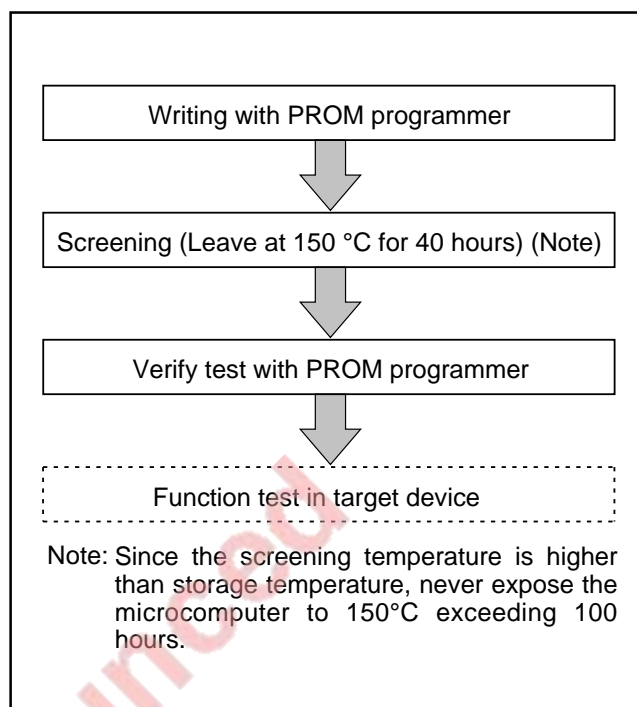 Writing with PROM programmer
Screening (Leave at 150 °C for 40 hours) (Note)
Verify test with PROM programmer
Function test in target device
Note: Since the screening temperature is higher
than storage temperature, never expose the
microcomputer to 150°C exceeding 100
hours.
unced